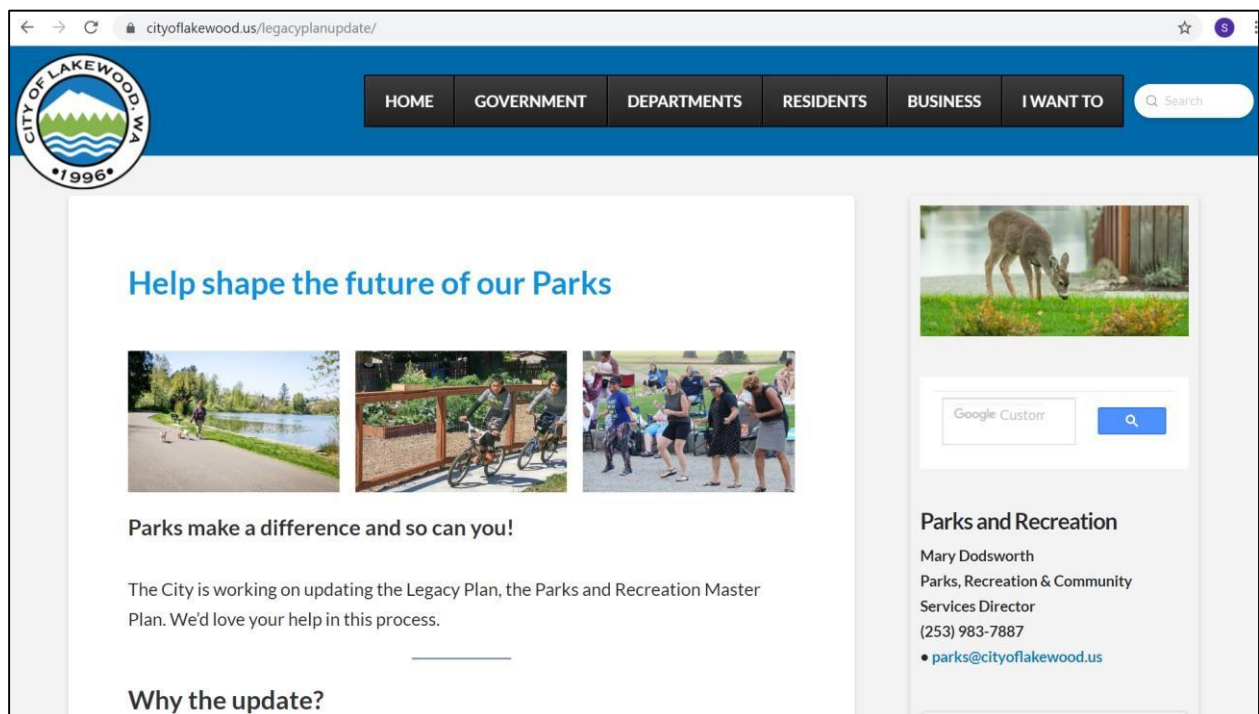 cityoflakewood.us/legacyplanupdate/
S
CITY OF LAKEWOOD, WA
•1996•
HOME
GOVERNMENT
DEPARTMENTS
RESIDENTS
BUSINESS
I WANT TO
Search
Help shape the future of our Parks
Parks make a difference and so can you!
The City is working on updating the Legacy Plan, the Parks and Recreation Master
Plan. We’d love your help in this process.
Why the update?
Google Custom
Parks and Recreation
Mary Dodsworth
Parks, Recreation & Community
Services Director
(253) 983-7887
• parks@cityoflakewood.us